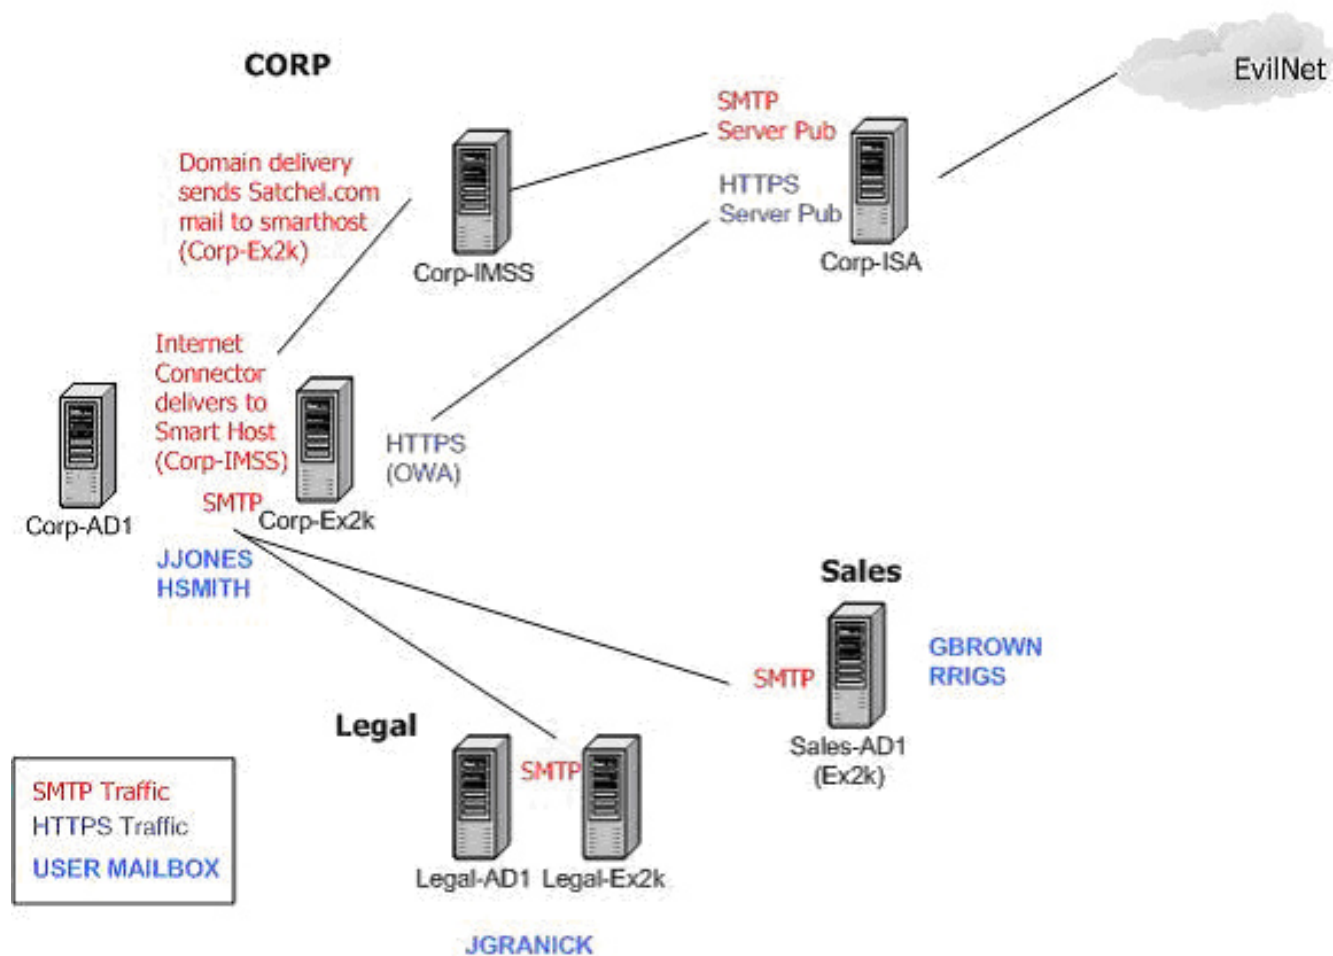 CORP
EvilNet
SMTP
Server Pub
HTTPS
Server Pub
Corp-ISA
Domain delivery
sends Satchel.com
mail to smarthost
(Corp-Ex2k)
Corp-IMSS
Internet
Connector
delivers to
Smart Host
(Corp-IMSS)
SMTP
HTTPS
(OWA)
Corp-AD1
Corp-Ex2k
JJONES
HSMITH
Sales
SMTP
GBROWN
RRIGS
Sales-AD1
(Ex2k)
Legal
SMTP
Legal-AD1
Legal-Ex2k
JGRANICK
SMTP Traffic
HTTPS Traffic
USER MAILBOX